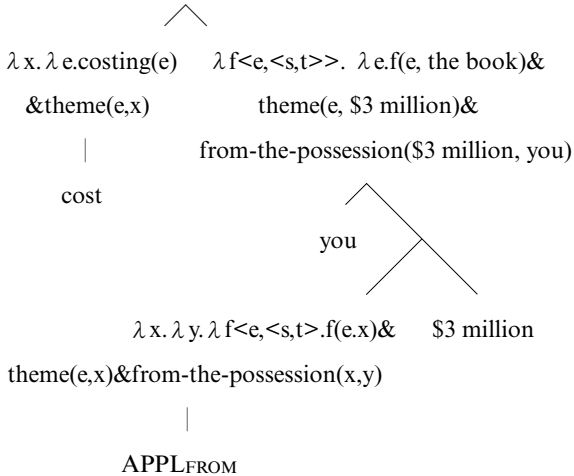 λx.λe.costing(e) λf<e,<s,t>>. λe.f(e, the book)&
&theme(e,x) theme(e, $3 million)&
from-the-possession($3 million, you)
cost
you
λx.λy.λf<e,<s,t>.f(e.x)& $3 million
theme(e,x)&from-the-possession(x,y)
APPLFROM